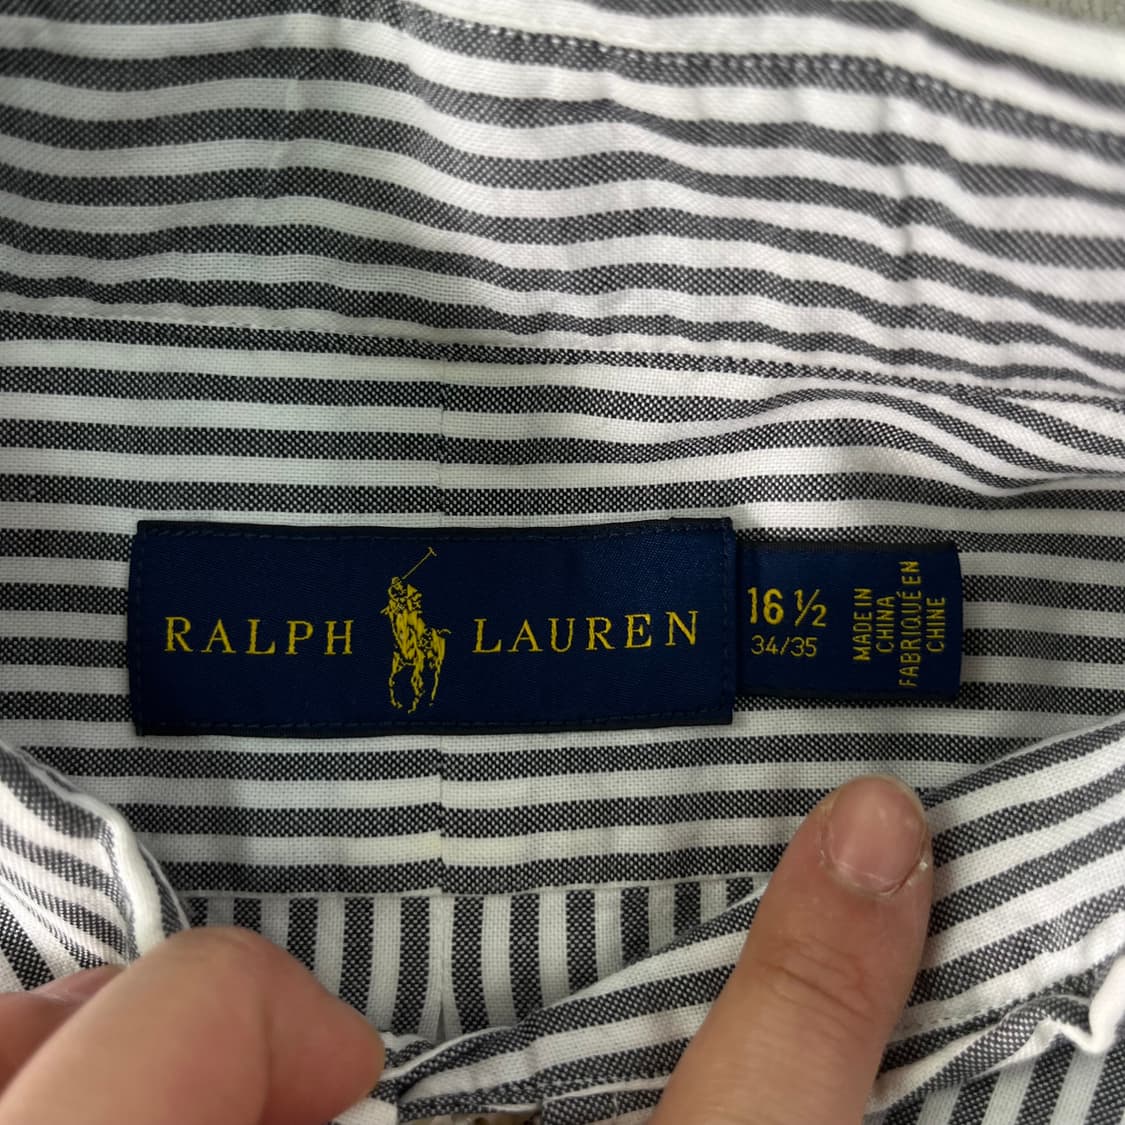 RALPH LAUREN
16 ½
34/35
MADE IN
CHINA
FABRIQUÉ EN
CHINE